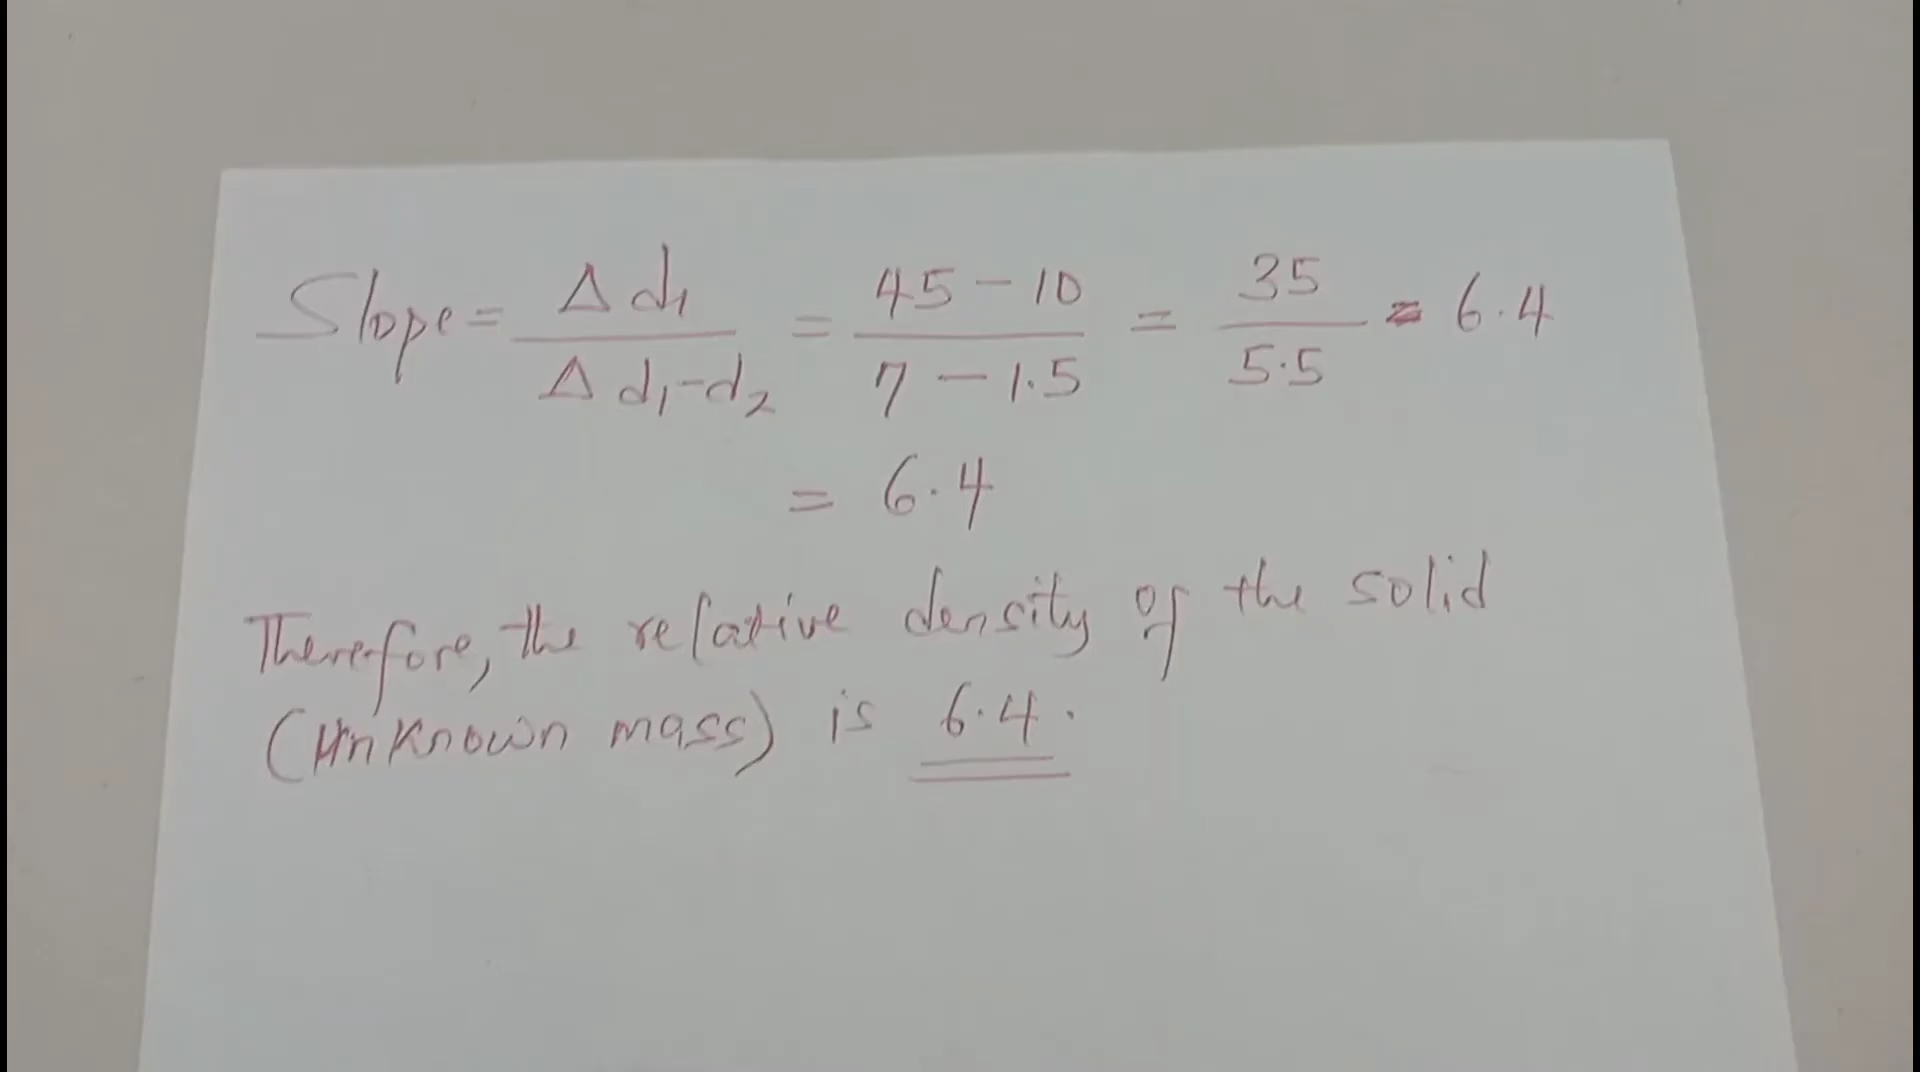 Slope = Δd₁ / Δd₁-d₂ = 45 - 10 / 7 - 1.5 = 35 / 5.5 = 6.4
= 6.4
Therefore, the relative density of the solid
(Unknown mass) is 6.4.